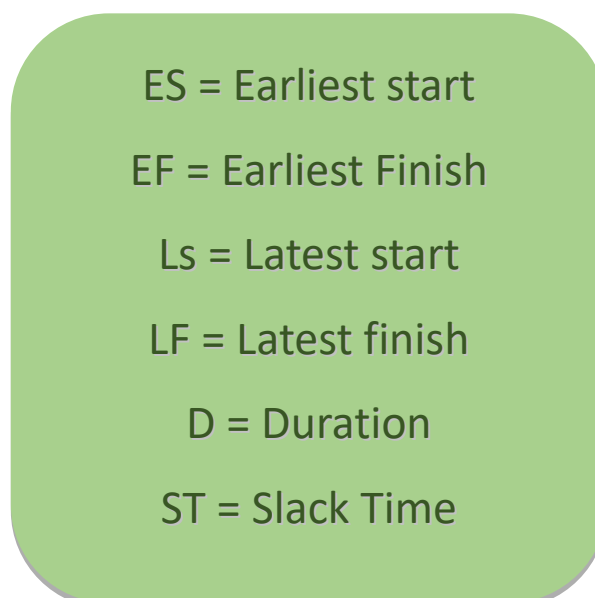 ES = Earliest start
EF = Earliest Finish
Ls = Latest start
LF = Latest finish
D = Duration
ST = Slack Time